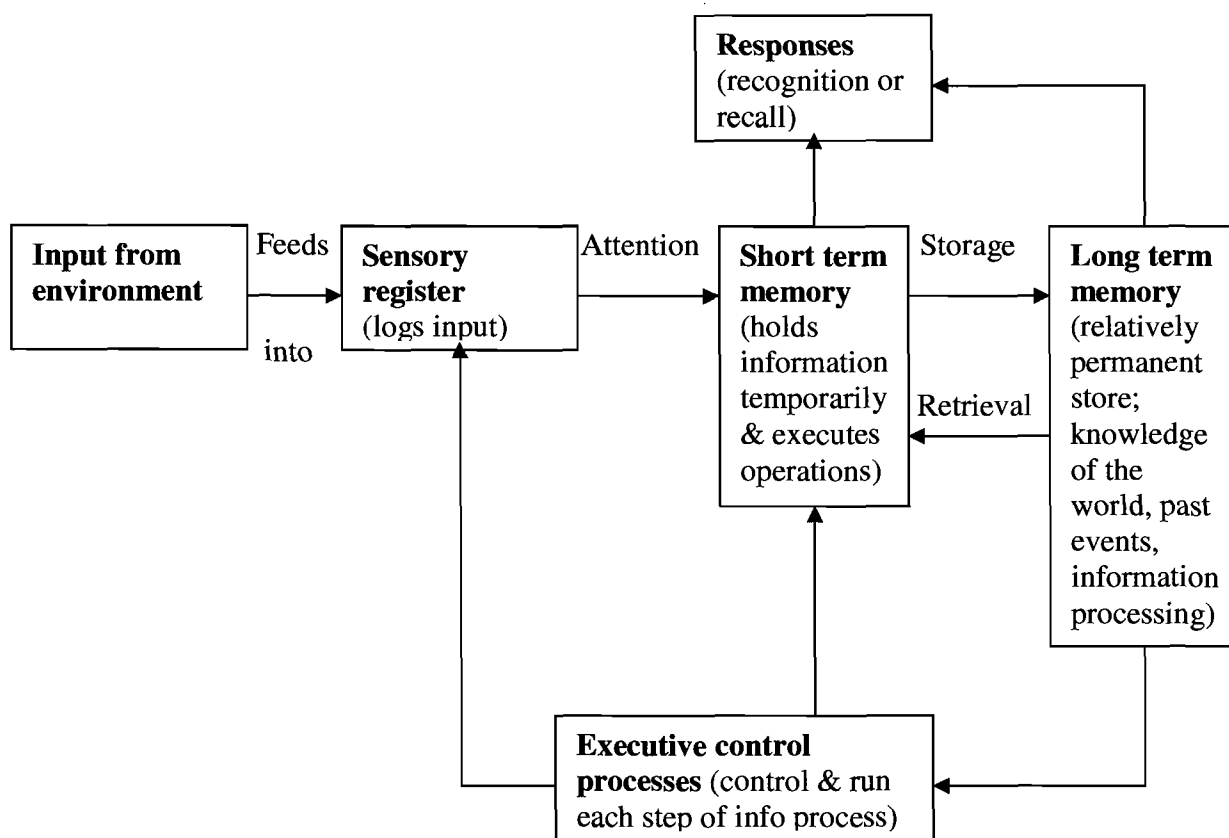 Responses
(recognition or
recall)
Input from
environment
Feeds
into
Sensory
register
(logs input)
Attention
Short term
memory
(holds
information
temporarily
& executes
operations)
Storage
Retrieval
Long term
memory
(relatively
permanent
store;
knowledge
of the
world, past
events,
information
processing)
Executive control
processes (control & run
each step of info process)